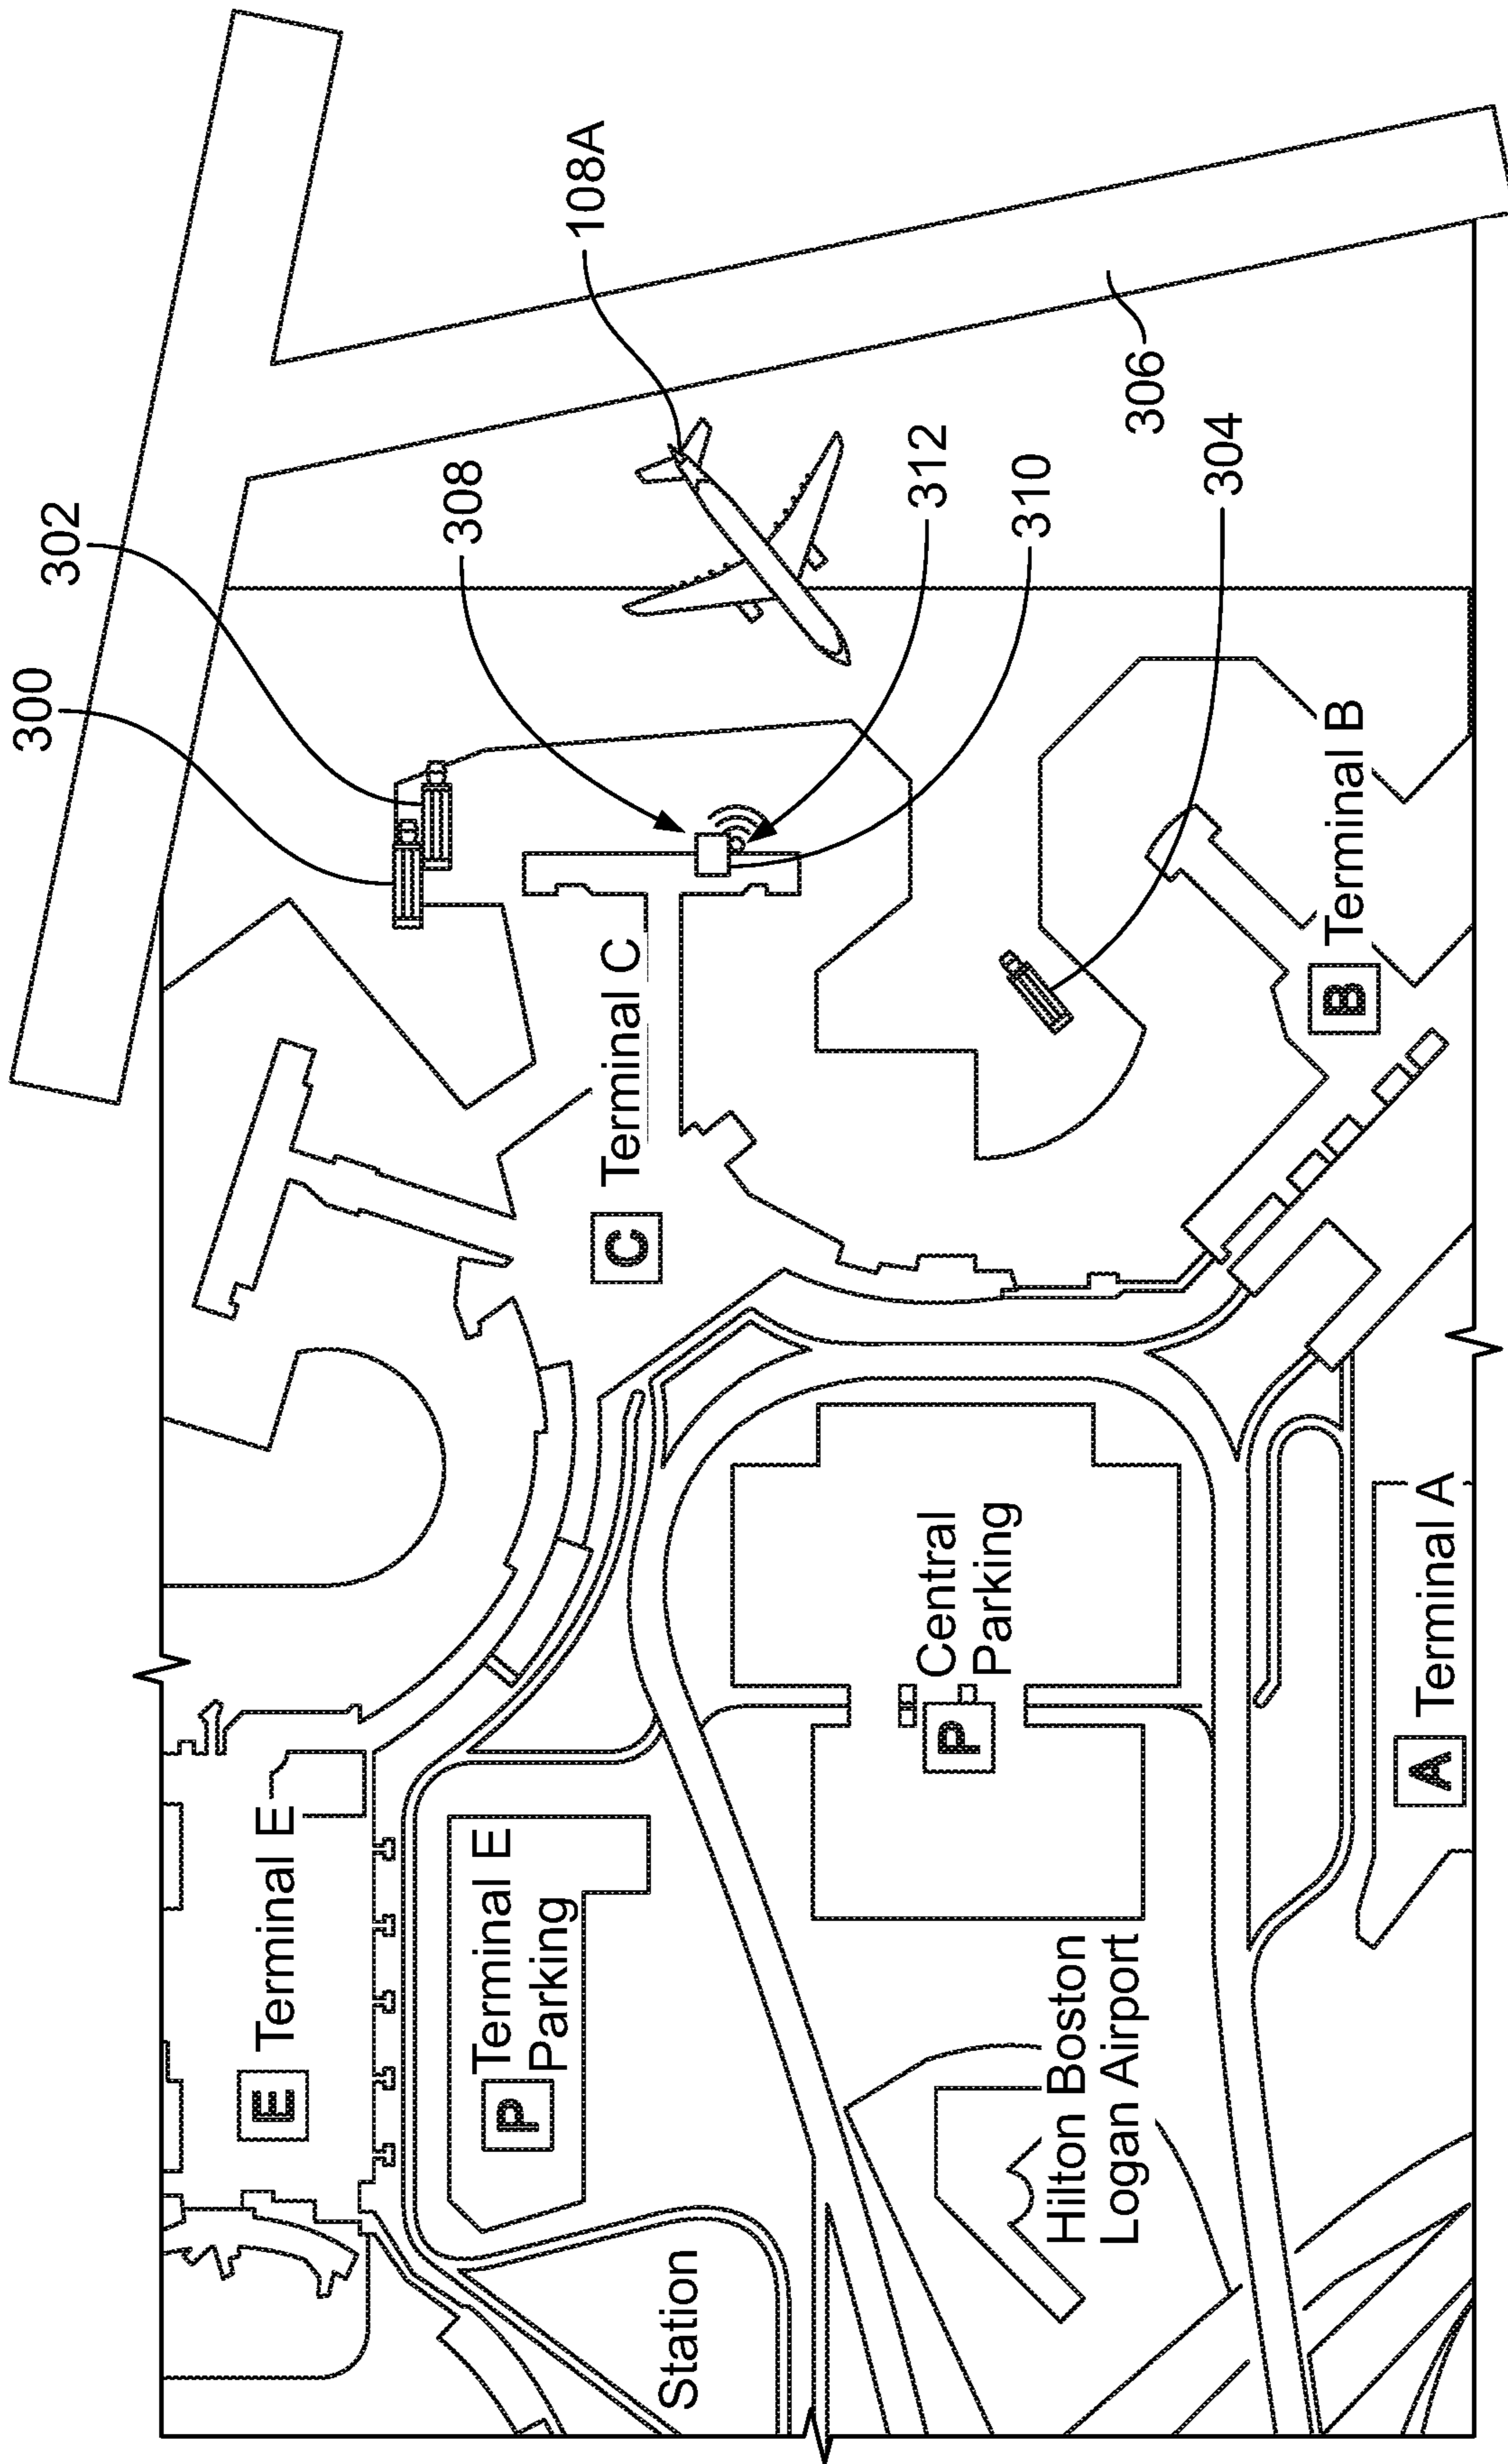 300
302
308
108A
312
310
306
304
C Terminal C
B Terminal B
E Terminal E
P Terminal E
Parking
P Central
Parking
Station
Hilton Boston
Logan Airport
A Terminal A